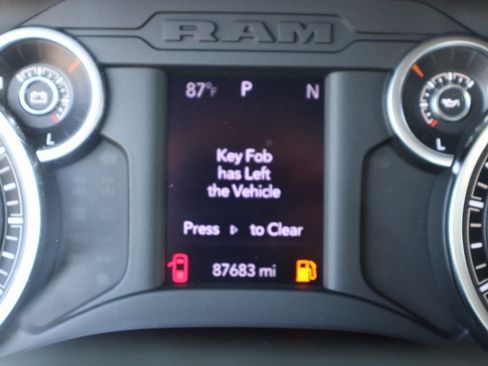 RAM
87°F P N
Key Fob
has Left
the Vehicle
Press ▷ to Clear
L
L
87683 mi